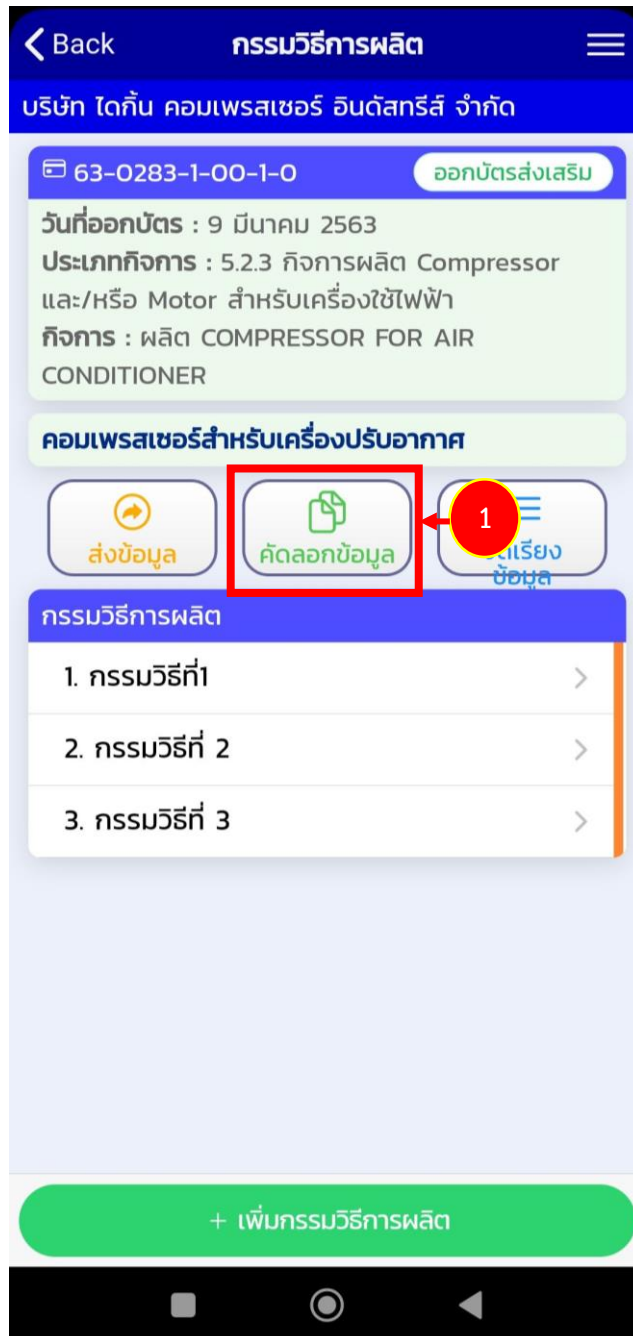 Back
กรรมวิธีการผลิต
บริษัท ไดกิ้น คอมเพรสเซอร์ อินดัสทรีส์ จำกัด
63-0283-1-00-1-0
ออกบัตรส่งเสริม
วันที่ออกบัตร : 9 มีนาคม 2563
ประเภทกิจการ : 5.2.3 กิจการผลิต Compressor
และ/หรือ Motor สำหรับเครื่องใช้ไฟฟ้า
กิจการ : ผลิต COMPRESSOR FOR AIR
CONDITIONER
คอมเพรสเซอร์สำหรับเครื่องปรับอากาศ
ส่งข้อมูล
คัดลอกข้อมูล
1
ข้อมูล
กรรมวิธีการผลิต
1. กรรมวิธีที่1
2. กรรมวิธีที่ 2
3. กรรมวิธีที่ 3
+ เพิ่มกรรมวิธีการผลิต